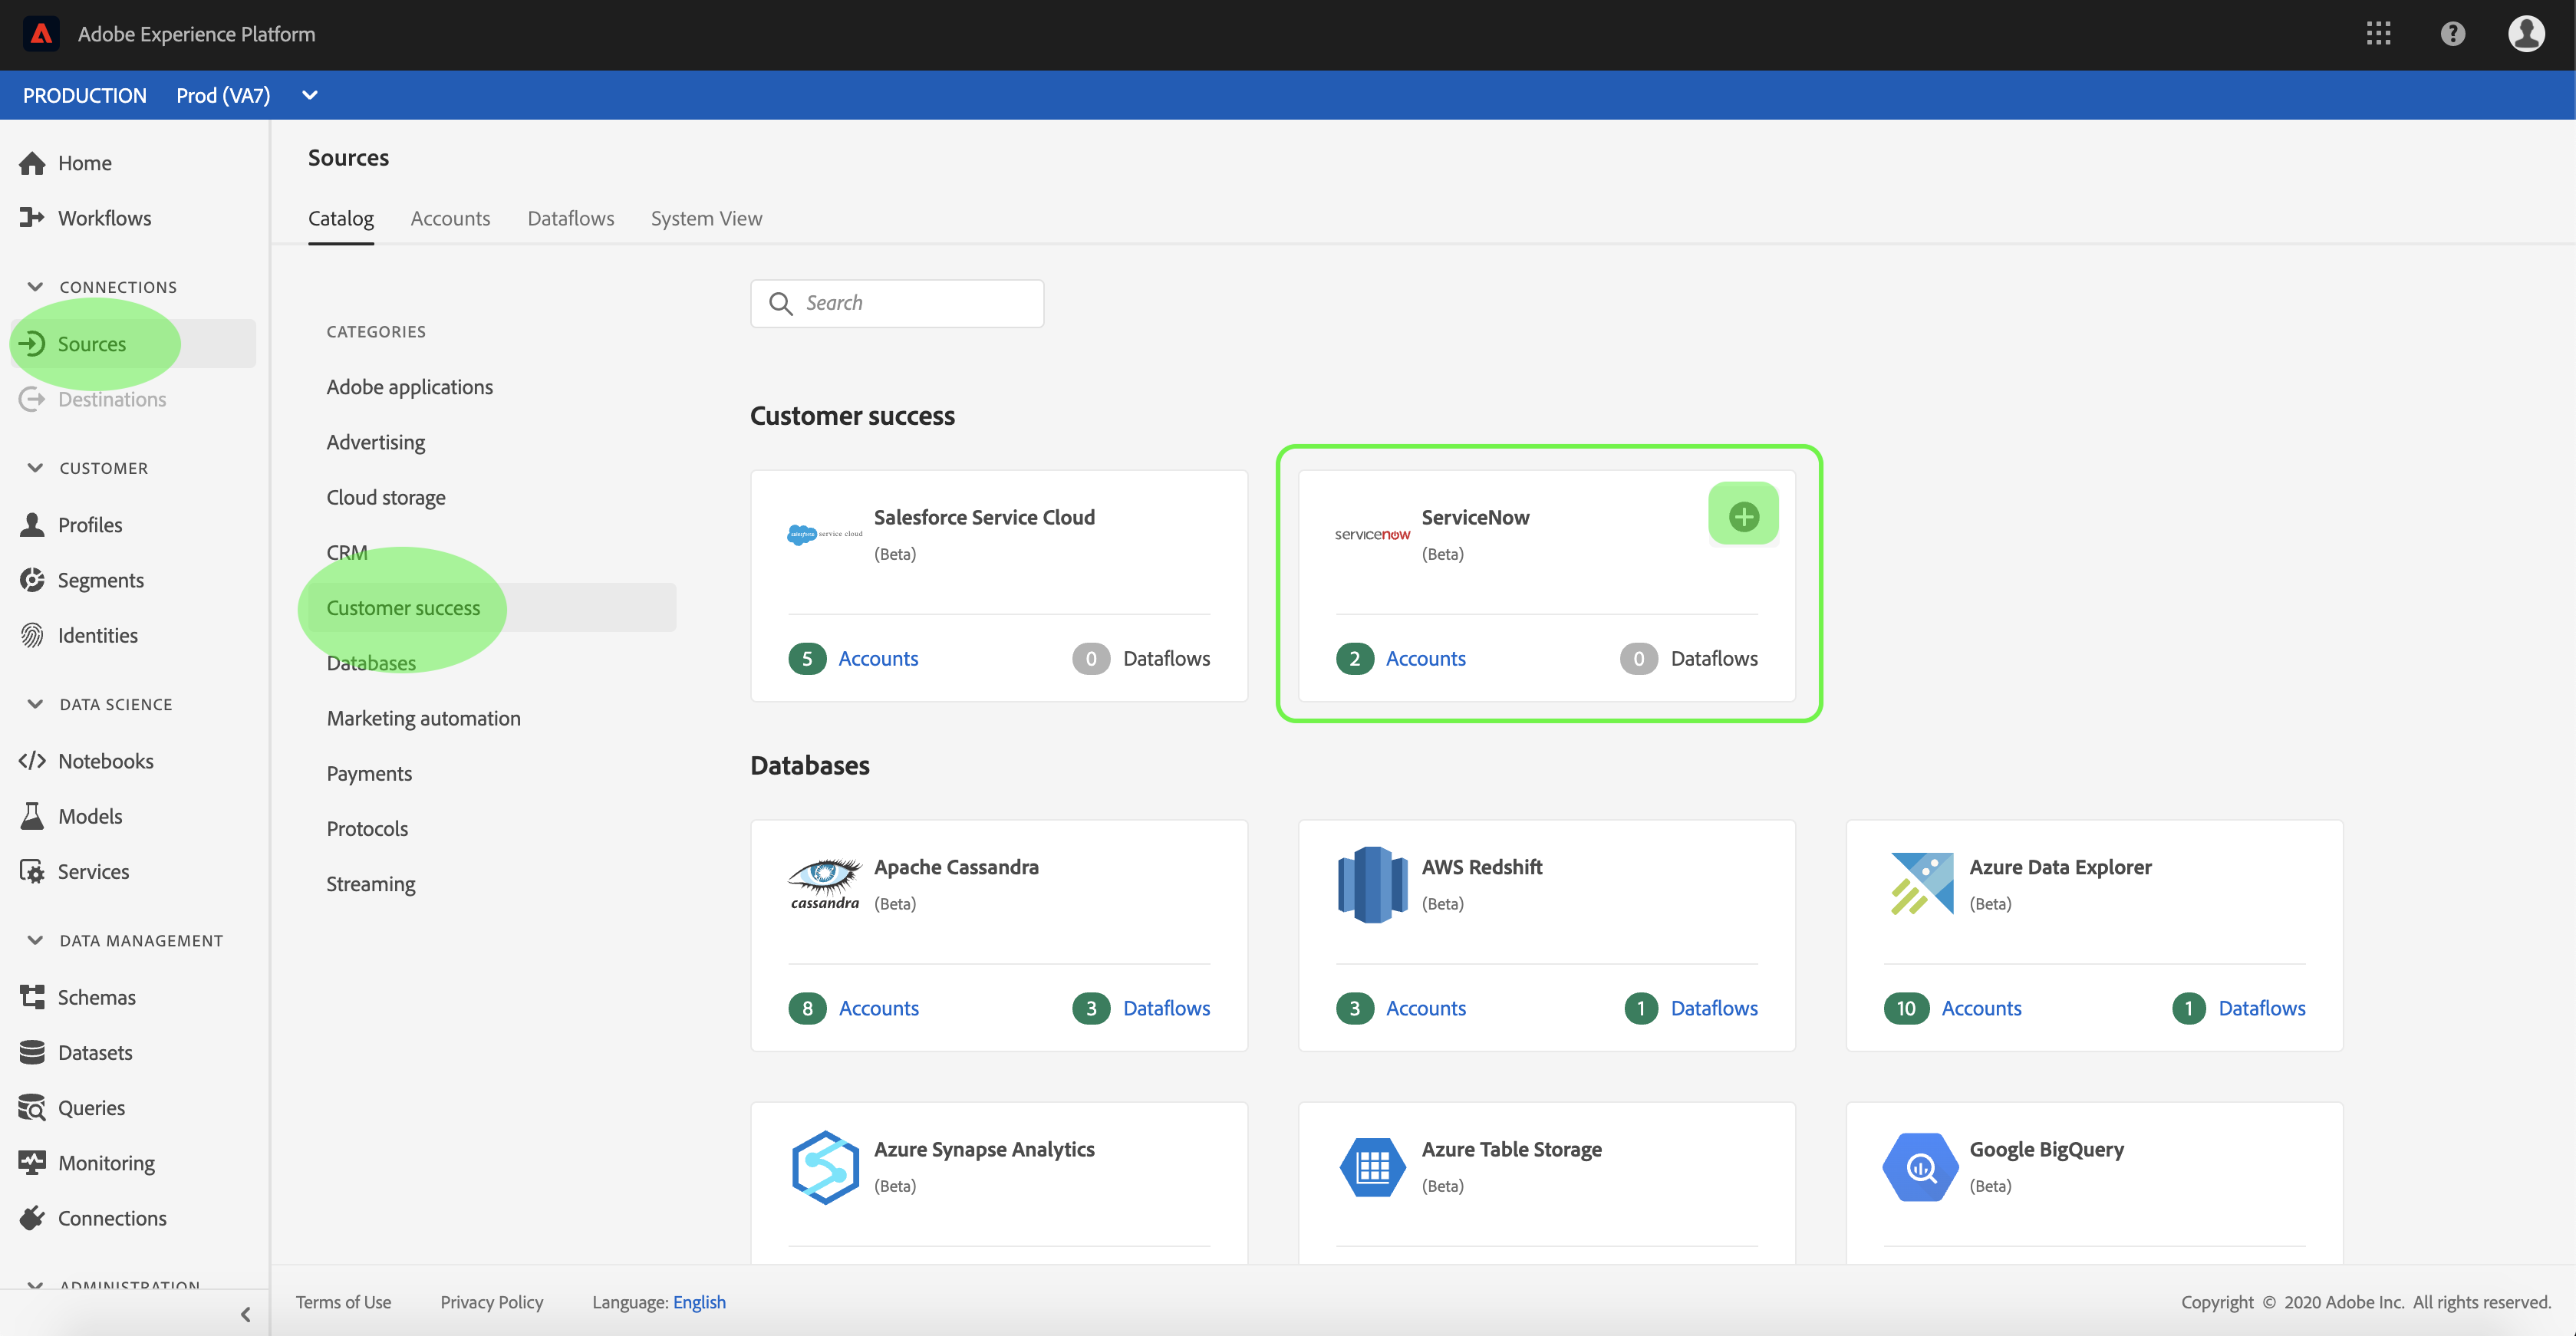 Adobe Experience Platform
PRODUCTION Prod (VA7)
Home
Workflows
CONNECTIONS
Sources
Destinations
CUSTOMER
Profiles
Segments
Identities
DATA SCIENCE
Notebooks
Models
Services
DATA MANAGEMENT
Schemas
Datasets
Queries
Monitoring
Connections
ADMINISTRATION
Sources
Catalog Accounts Dataflows System View
CATEGORIES
Adobe applications
Advertising
Cloud storage
CRM
Customer success
Databases
Marketing automation
Payments
Protocols
Streaming
Search
Customer success
salesforce service cloud
Salesforce Service Cloud
(Beta)
5 Accounts 0 Dataflows
servicenow
ServiceNow
(Beta)
2 Accounts 0 Dataflows
Databases
cassandra
Apache Cassandra
(Beta)
8 Accounts 3 Dataflows
AWS Redshift
(Beta)
3 Accounts 1 Dataflows
Azure Data Explorer
(Beta)
10 Accounts 1 Dataflows
Azure Synapse Analytics
(Beta)
Azure Table Storage
(Beta)
Google BigQuery
(Beta)
Terms of Use Privacy Policy Language: English
Copyright © 2020 Adobe Inc. All rights reserved.